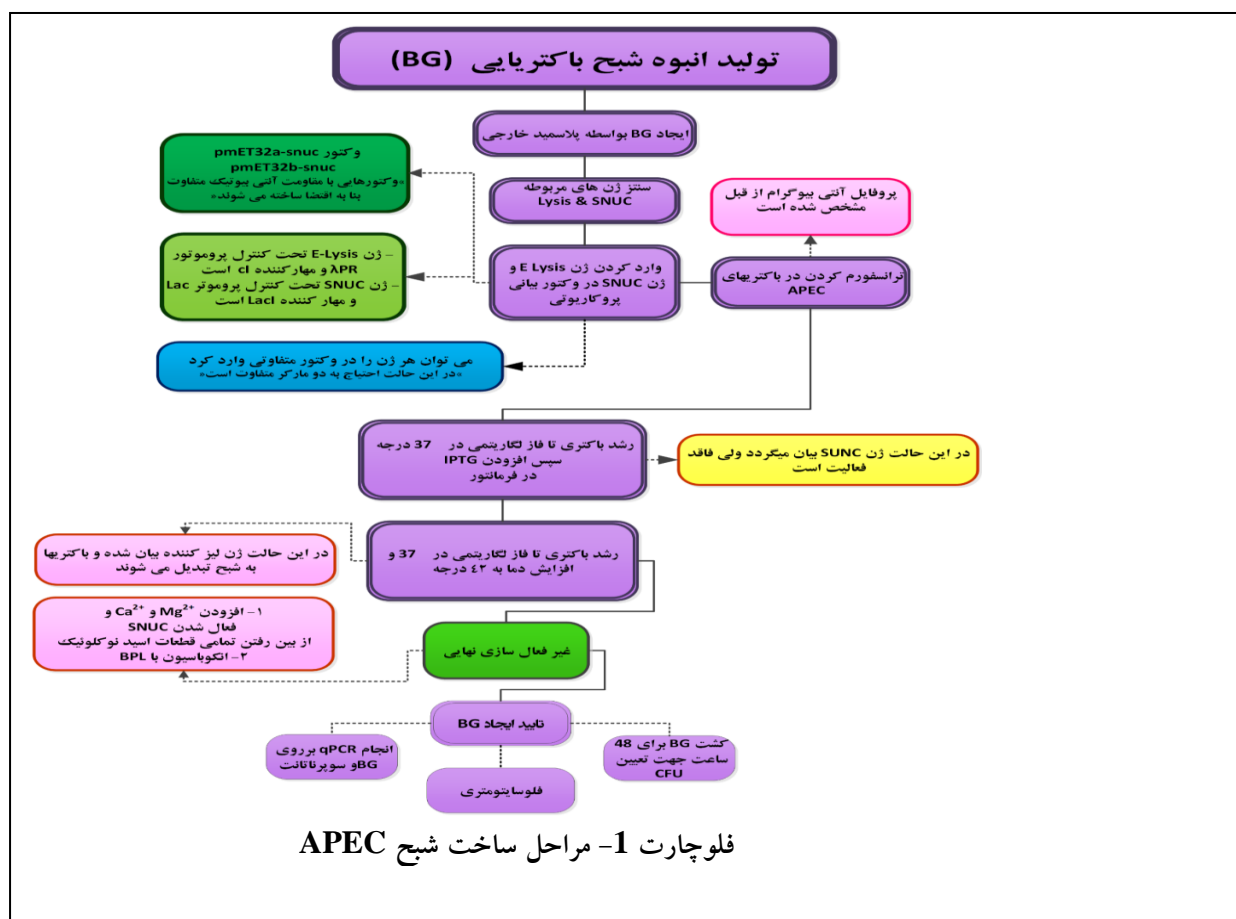 تولید انبوه شبح باکتریایی (BG)
ایجاد BG بواسطه پلاسمید خارجی
وکتور pmET32a-snuc
pmET32b-snuc
«وکتورهایی با مقاومت آنتی بیوتیک متفاوت
بنا به اقتضا ساخته می شوند»
سنتز ژن های مربوطه
Lysis & SNUC
پروفایل آنتی بیوگرام از قبل
مشخص شده است
– ژن E-Lysis تحت کنترل پروموتور
λPR و مهارکننده cI است
– ژن SNUC تحت کنترل پروموتر Lac
و مهار کننده LacI است
وارد کردن ژن E Lysis و
ژن SNUC در وکتور بیانی
پروکاریوتی
ترانسفورم کردن در باکتریهای
APEC
می توان هر ژن را در وکتور متفاوتی وارد کرد
«در این حالت احتیاج به دو مارکر متفاوت است»
رشد باکتری تا فاز لگاریتمی در 37 درجه
سپس افزودن IPTG
در فرمانتور
در این حالت ژن SUNC بیان میگردد ولی فاقد
فعالیت است
رشد باکتری تا فاز لگاریتمی در 37 و
افزایش دما به ٤٢ درجه
در این حالت ژن لیز کننده بیان شده و باکتریها
به شبح تبدیل می شوند
۱– افزودن Mg²⁺ و Ca²⁺ و
فعال شدن SNUC
از بین رفتن تمامی قطعات اسید نوکلونیک
۲– انکوباسیون با BPL
غیر فعال سازی نهایی
تایید ایجاد BG
انجام qPCR برروی
BGو سوپرناتانت
فلوسایتومتری
کشت BG برای 48
ساعت جهت تعیین
CFU
فلوچارت 1– مراحل ساخت شبح APEC